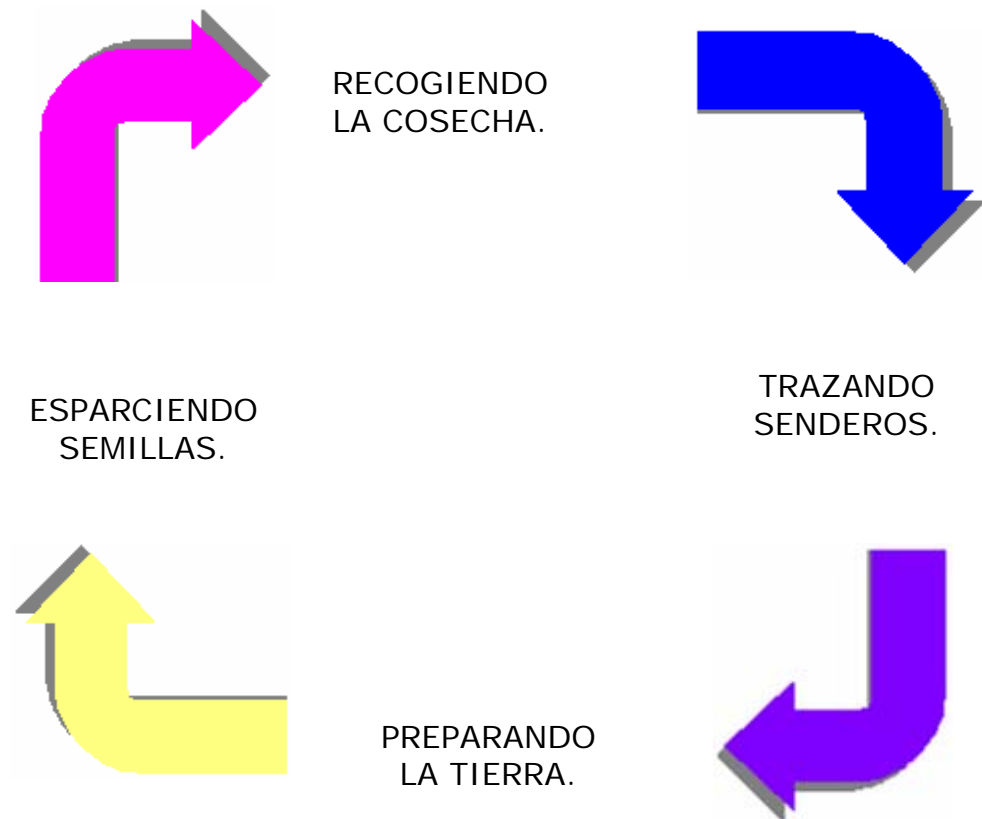 RECOGIENDO
LA COSECHA.
TRAZANDO
SENDEROS.
ESPARCIENDO
SEMILLAS.
PREPARANDO
LA TIERRA.